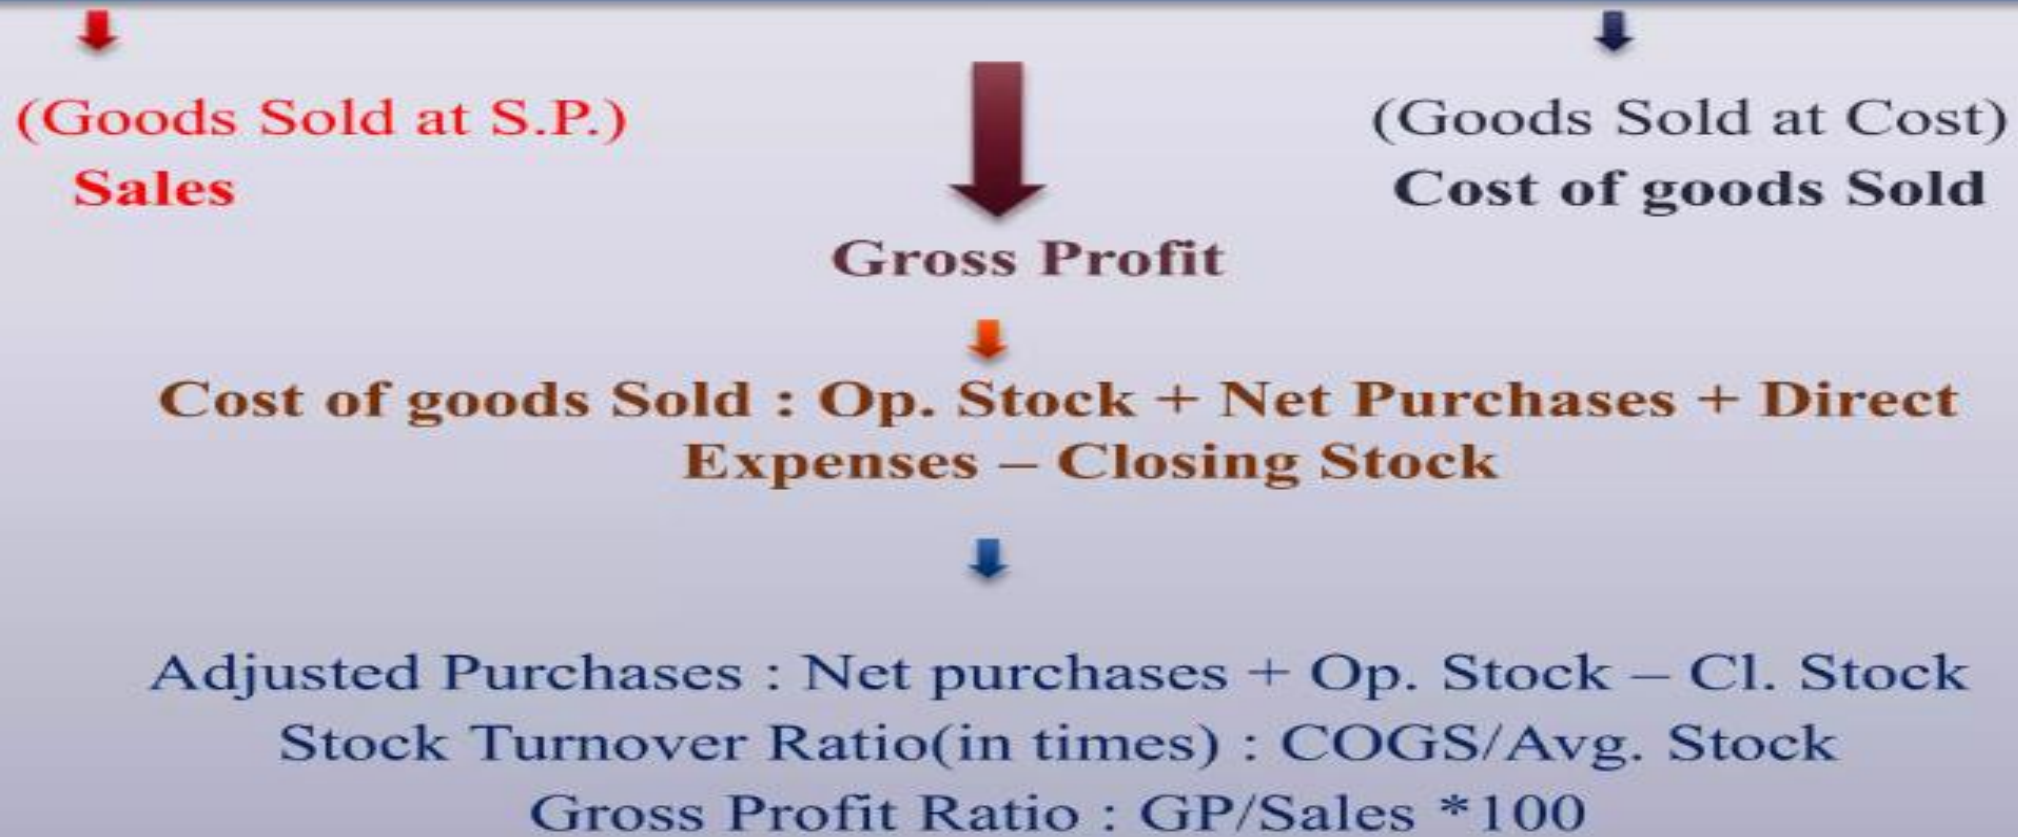 (Goods Sold at S.P.)
Sales
(Goods Sold at Cost)
Cost of goods Sold
Gross Profit
Cost of goods Sold : Op. Stock + Net Purchases + Direct
Expenses – Closing Stock
Adjusted Purchases : Net purchases + Op. Stock – Cl. Stock
Stock Turnover Ratio(in times) : COGS/Avg. Stock
Gross Profit Ratio : GP/Sales *100